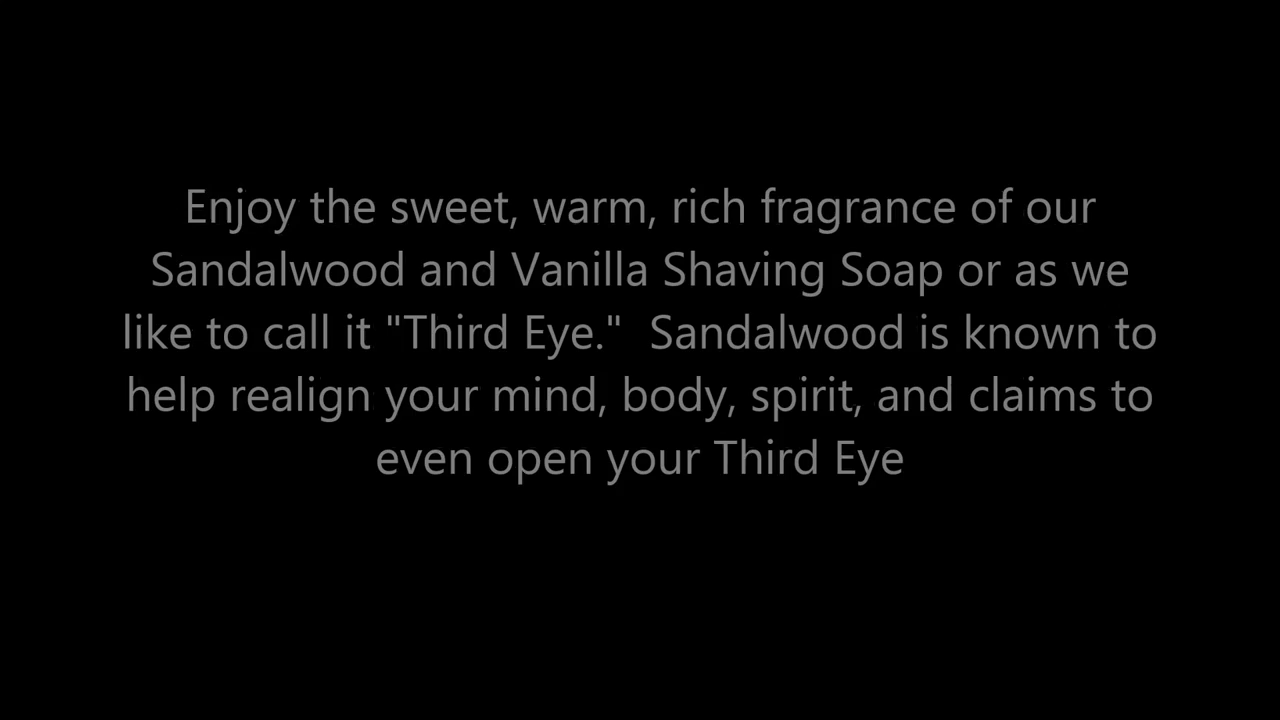 Enjoy the sweet, warm, rich fragrance of our
Sandalwood and Vanilla Shaving Soap or as we
like to call it "Third Eye."  Sandalwood is known to
help realign your mind, body, spirit, and claims to
even open your Third Eye